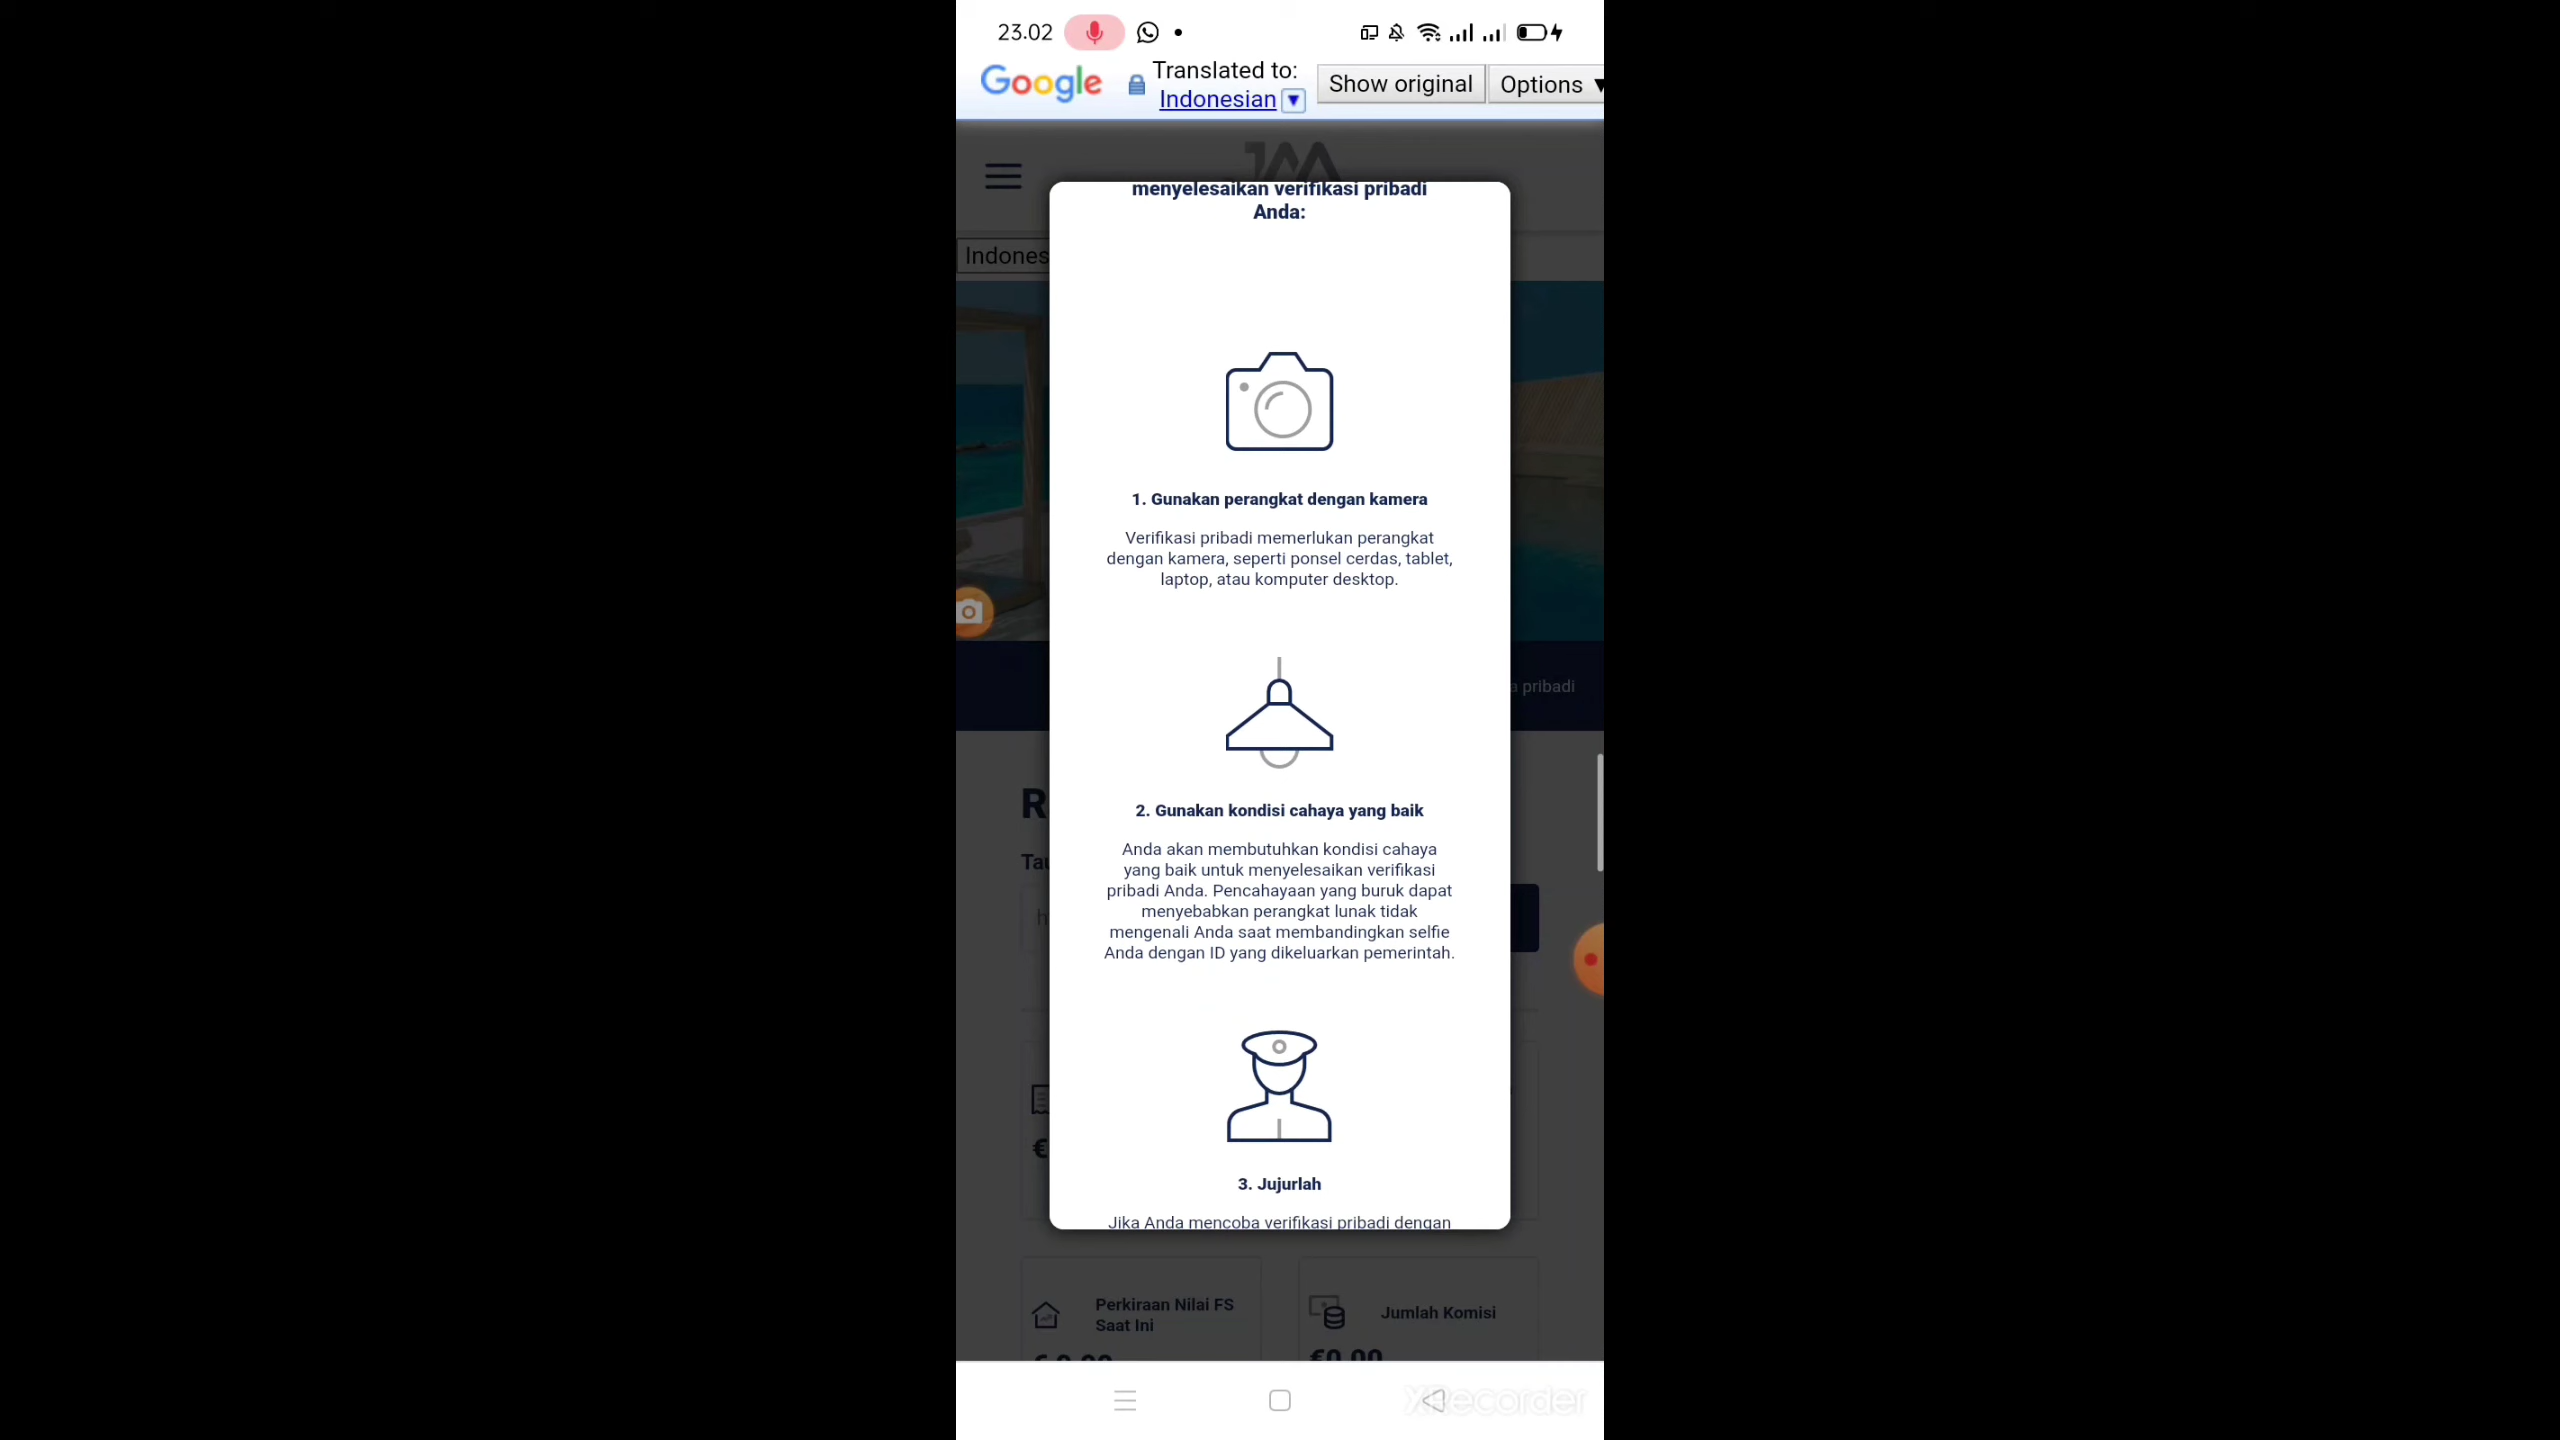 23.02
Google
Translated to:
Indonesian
Show original
Options
Indones
menyelesaikan verifikasi pribadi
Anda:
1. Gunakan perangkat dengan kamera
Verifikasi pribadi memerlukan perangkat
dengan kamera, seperti ponsel cerdas, tablet,
laptop, atau komputer desktop.
a pribadi
2. Gunakan kondisi cahaya yang baik
Anda akan membutuhkan kondisi cahaya
yang baik untuk menyelesaikan verifikasi
pribadi Anda. Pencahayaan yang buruk dapat
menyebabkan perangkat lunak tidak
mengenali Anda saat membandingkan selfie
Anda dengan ID yang dikeluarkan pemerintah.
3. Jujurlah
Jika Anda mencoba verifikasi pribadi dengan
R
Tau
h
€
Perkiraan Nilai FS
Saat Ini
€ 0.00
Jumlah Komisi
€0.00
XRecorder